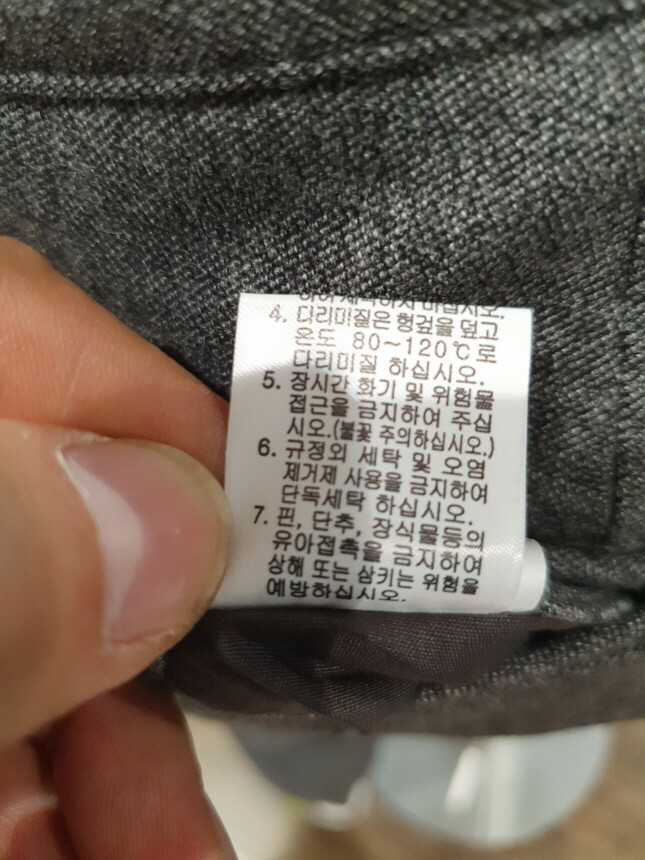 마십시오.
4. 다리미질은 헝겊을 덮고
온도 80~120℃로
다리미질 하십시오.
5. 장시간 화기 및 위험물
접근을 금지하여 주십
시오.(불꽃 주의하십시오.)
6. 규정외 세탁 및 오염
제거제 사용을 금지하여
단독세탁 하십시오.
7. 핀, 단추, 장식물등의
유아접촉을 금지하여
상해 또는 삼키는 위험을
예방하십시오.